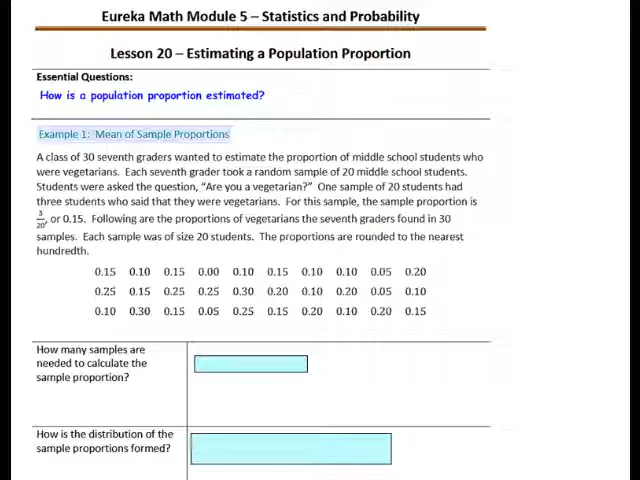 Eureka Math Module 5 – Statistics and Probability
Lesson 20 – Estimating a Population Proportion
Essential Questions:
How is a population proportion estimated?
Example 1: Mean of Sample Proportions
A class of 30 seventh graders wanted to estimate the proportion of middle school students who
were vegetarians. Each seventh grader took a random sample of 20 middle school students.
Students were asked the question, "Are you a vegetarian?" One sample of 20 students had
three students who said that they were vegetarians. For this sample, the sample proportion is
3/20, or 0.15. Following are the proportions of vegetarians the seventh graders found in 30
samples. Each sample was of size 20 students. The proportions are rounded to the nearest
hundredth.
0.15 0.10 0.15 0.00 0.10 0.15 0.10 0.10 0.05 0.20
0.25 0.15 0.25 0.25 0.30 0.20 0.10 0.20 0.05 0.10
0.10 0.30 0.15 0.05 0.25 0.15 0.20 0.10 0.20 0.15
How many samples are
needed to calculate the
sample proportion?
How is the distribution of the
sample proportions formed?